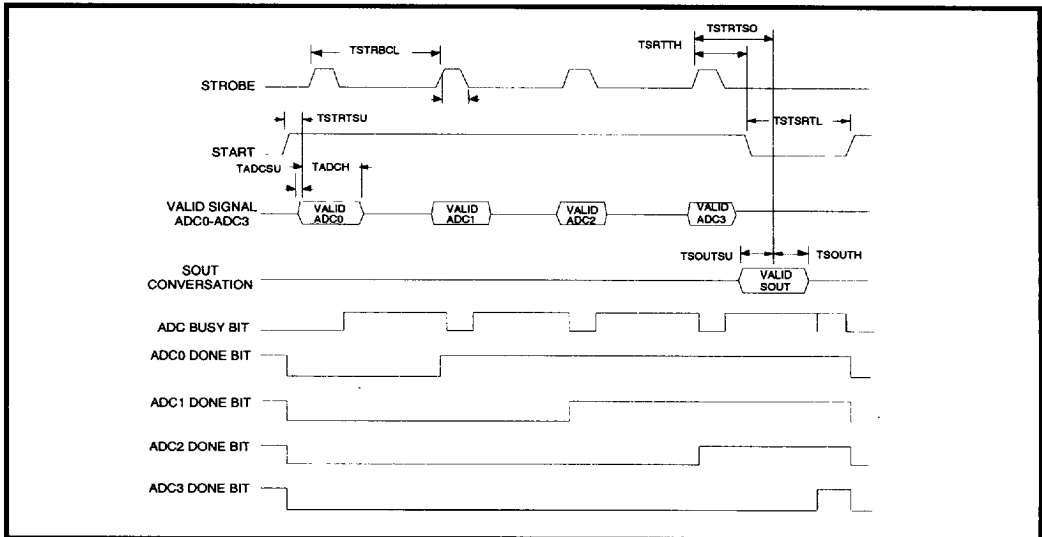 TSTRTSO
TSTRBCL
TSRTTH
STROBE
TSTRTSU
TSTSRTL
START
TADCSU
TADCH
VALID SIGNAL
ADC0-ADC3
VALID
ADC0
VALID
ADC1
VALID
ADC2
VALID
ADC3
TSOUTSU
TSOUTH
SOUT
CONVERSATION
VALID
SOUT
ADC BUSY BIT
ADC0 DONE BIT
ADC1 DONE BIT
ADC2 DONE BIT
ADC3 DONE BIT